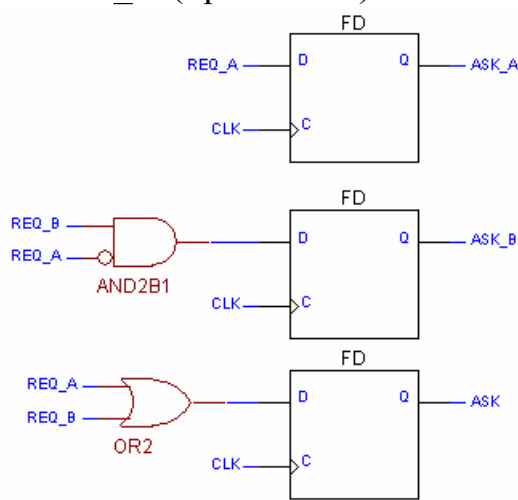 FD
REQ_A D Q ASK_A
CLK C
FD
REQ_B D Q ASK_B
REQ_A
AND2B1
CLK C
FD
REQ_A D Q ASK
REQ_B
OR2
CLK C